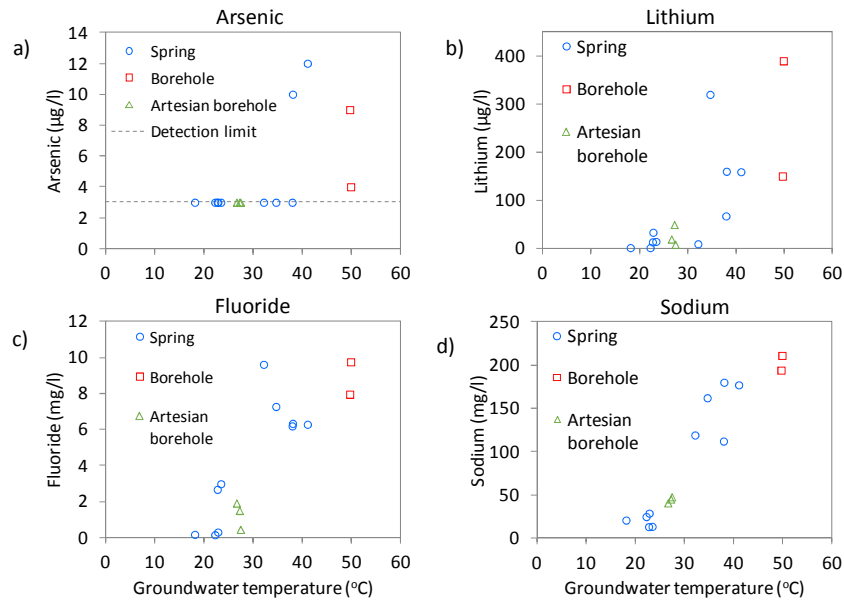 Arsenic
a)
Arsenic (µg/l)
14
12
10
8
6
4
2
0
Spring
Borehole
Artesian borehole
Detection limit
0 10 20 30 40 50 60
Lithium
b)
Lithium (µg/l)
400
300
200
100
0
Spring
Borehole
Artesian
borehole
0 10 20 30 40 50 60
Fluoride
c)
Fluoride (mg/l)
12
10
8
6
4
2
0
Spring
Borehole
Artesian
borehole
0 10 20 30 40 50 60
Groundwater temperature (°C)
Sodium
d)
Sodium (mg/l)
250
200
150
100
50
0
Spring
Borehole
Artesian
borehole
0 10 20 30 40 50 60
Groundwater temperature (°C)